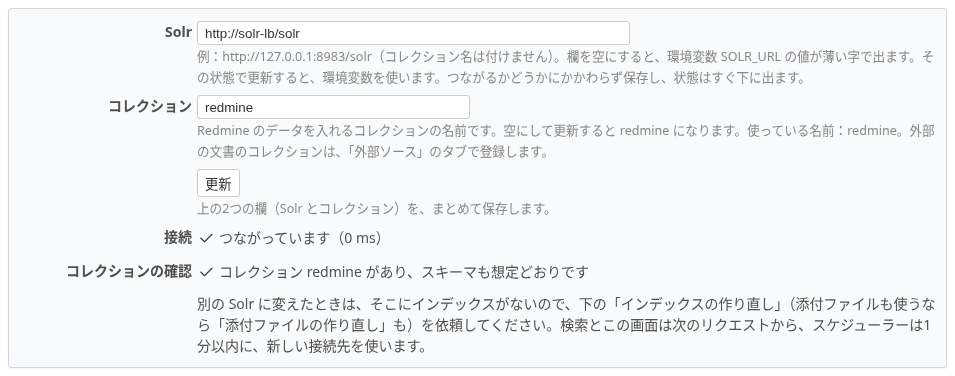 Solr http://solr-lb/solr
例：http://127.0.0.1:8983/solr（コレクション名は付けません）。欄を空にすると、環境変数 SOLR_URL の値が薄い字で出ます。そ
の状態で更新すると、環境変数を使います。つながるかどうかにかかわらず保存し、状態はすぐ下に出ます。
コレクション redmine
Redmine のデータを入れるコレクションの名前です。空にして更新すると redmine になります。使っている名前：redmine。外部
の文書のコレクションは、「外部ソース」のタブで登録します。
更新
上の2つの欄（Solr とコレクション）を、まとめて保存します。
接続 ✓ つながっています（0 ms）
コレクションの確認 ✓ コレクション redmine があり、スキーマも想定どおりです
別の Solr に変えたときは、そこにインデックスがないので、下の「インデックスの作り直し」（添付ファイルも使うな
ら「添付ファイルの作り直し」も）を依頼してください。検索とこの画面は次のリクエストから、スケジューラーは1
分以内に、新しい接続先を使います。